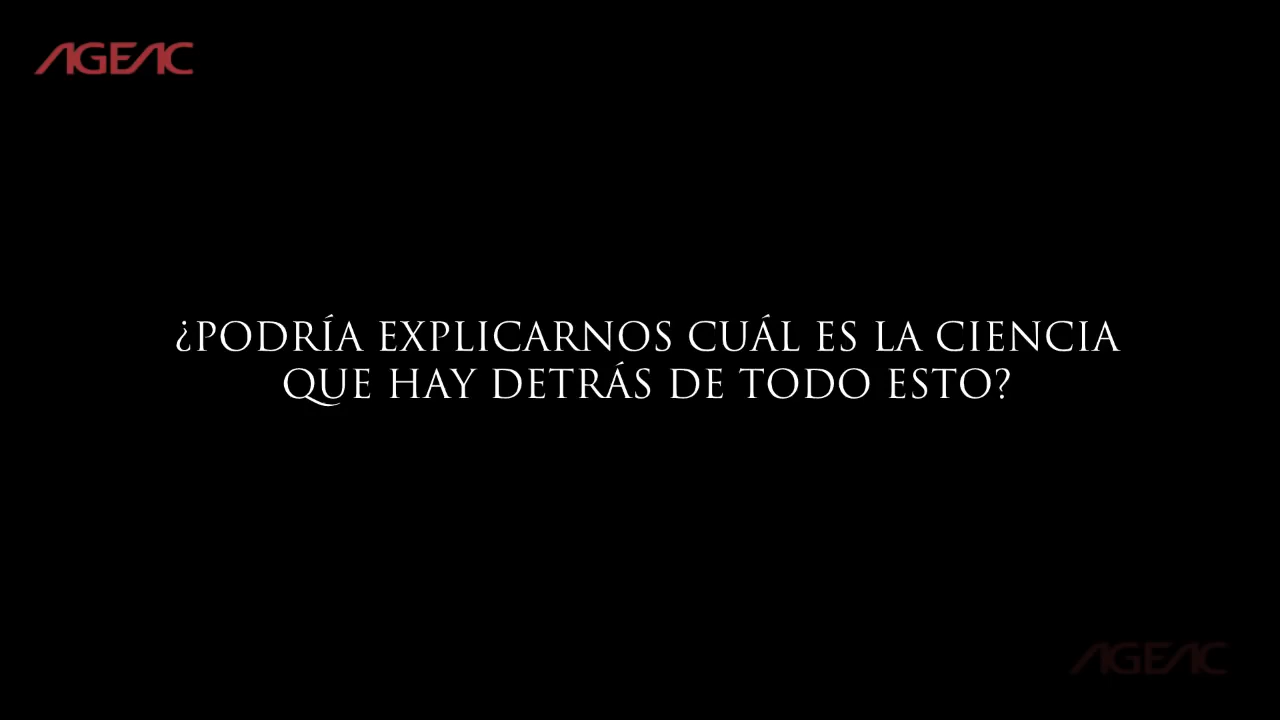 AGEAC
¿PODRÍA EXPLICARNOS CUÁL ES LA CIENCIA
QUE HAY DETRÁS DE TODO ESTO?
AGEAC